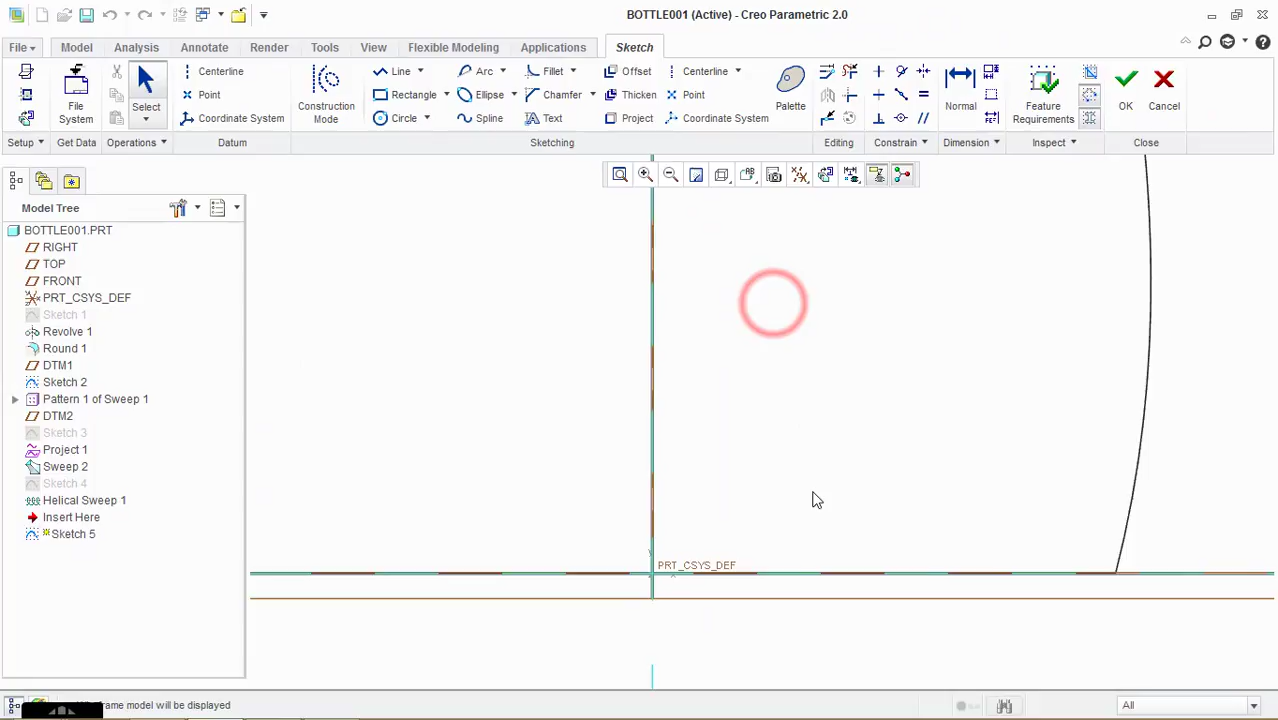 BOTTLE001 (Active) - Creo Parametric 2.0
File Model Analysis Annotate Render Tools View Flexible Modeling Applications Sketch
Centerline Line Arc Fillet Offset Centerline
File System Select Point Construction Mode Rectangle Ellipse Chamfer Thicken Point Palette Normal Feature Requirements OK Cancel
Coordinate System Circle Spline Text Project Coordinate System
Setup Get Data Operations Datum Sketching Editing Constrain Dimension Inspect Close
Model Tree
BOTTLE001.PRT
RIGHT
TOP
FRONT
PRT_CSYS_DEF
Sketch 1
Revolve 1
Round 1
DTM1
Sketch 2
Pattern 1 of Sweep 1
DTM2
Sketch 3
Project 1
Sweep 2
Sketch 4
Helical Sweep 1
Insert Here
Sketch 5
y
PRT_CSYS_DEF
x
frame model will be displayed
All